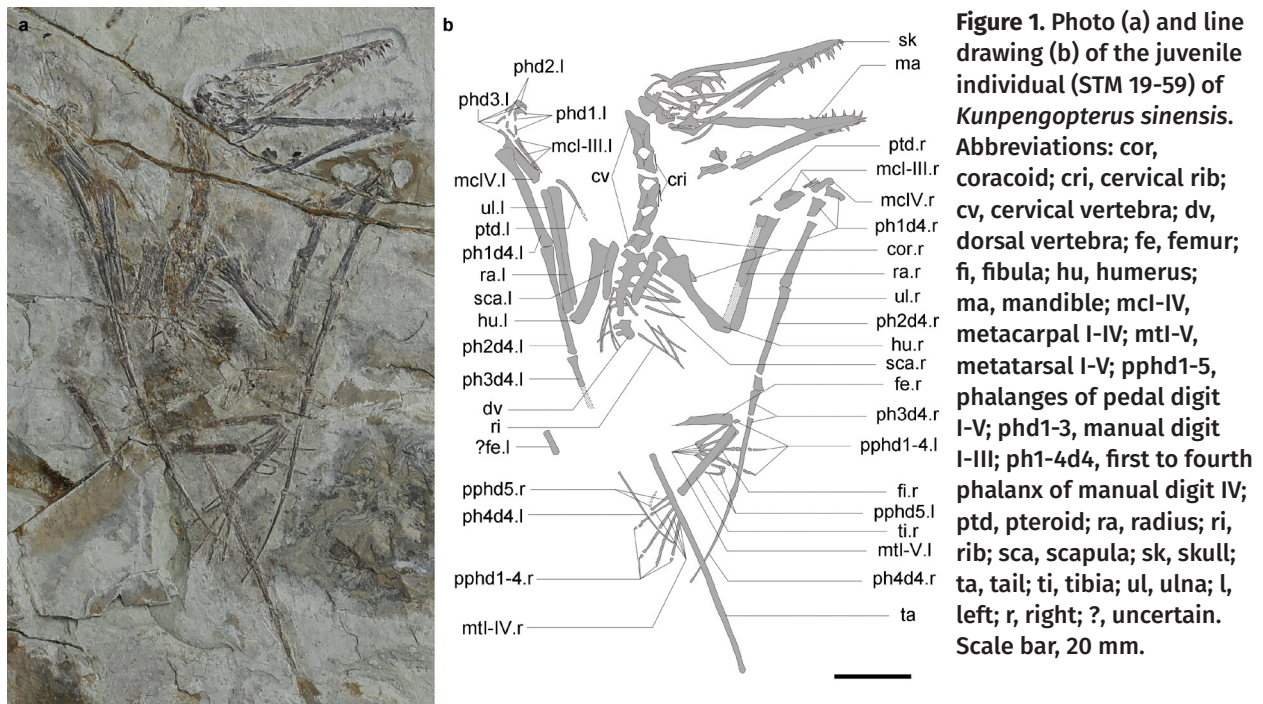 a
b
sk
ma
phd2.l
phd3.l
phd1.l
mcl-III.l
mclV.l
cv
cri
ul.l
ptd.l
ph1d4.l
ra.l
sca.l
hu.l
ph2d4.l
ph3d4.l
dv
ri
?fe.l
pphd5.r
ph4d4.l
pphd1-4.r
mtl-IV.r
ptd.r
mcl-III.r
mclV.r
ph1d4.r
cor.r
ra.r
ul.r
ph2d4.r
hu.r
sca.r
fe.r
ph3d4.r
pphd1-4.l
fi.r
pphd5.l
ti.r
mtl-V.l
ph4d4.r
ta
Figure 1. Photo (a) and line
drawing (b) of the juvenile
individual (STM 19-59) of
Kunpengopterus sinensis.
Abbreviations: cor,
coracoid; cri, cervical rib;
cv, cervical vertebra; dv,
dorsal vertebra; fe, femur;
fi, fibula; hu, humerus;
ma, mandible; mcI-IV,
metacarpal I-IV; mtI-V,
metatarsal I-V; pphd1-5,
phalanges of pedal digit
I-V; phd1-3, manual digit
I-III; ph1-4d4, first to fourth
phalanx of manual digit IV;
ptd, pteroid; ra, radius; ri,
rib; sca, scapula; sk, skull;
ta, tail; ti, tibia; ul, ulna; l,
left; r, right; ?, uncertain.
Scale bar, 20 mm.